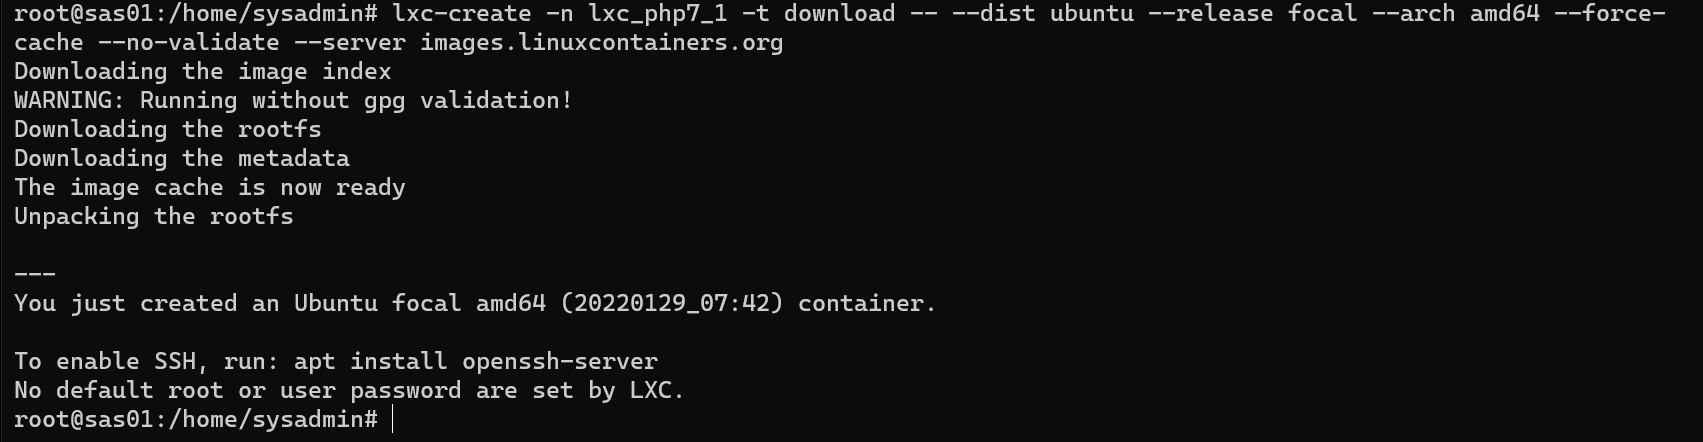 root@sas01:/home/sysadmin# lxc-create -n lxc_php7_1 -t download -- --dist ubuntu --release focal --arch amd64 --force-
cache --no-validate --server images.linuxcontainers.org
Downloading the image index
WARNING: Running without gpg validation!
Downloading the rootfs
Downloading the metadata
The image cache is now ready
Unpacking the rootfs
---
You just created an Ubuntu focal amd64 (20220129_07:42) container.
To enable SSH, run: apt install openssh-server
No default root or user password are set by LXC.
root@sas01:/home/sysadmin#